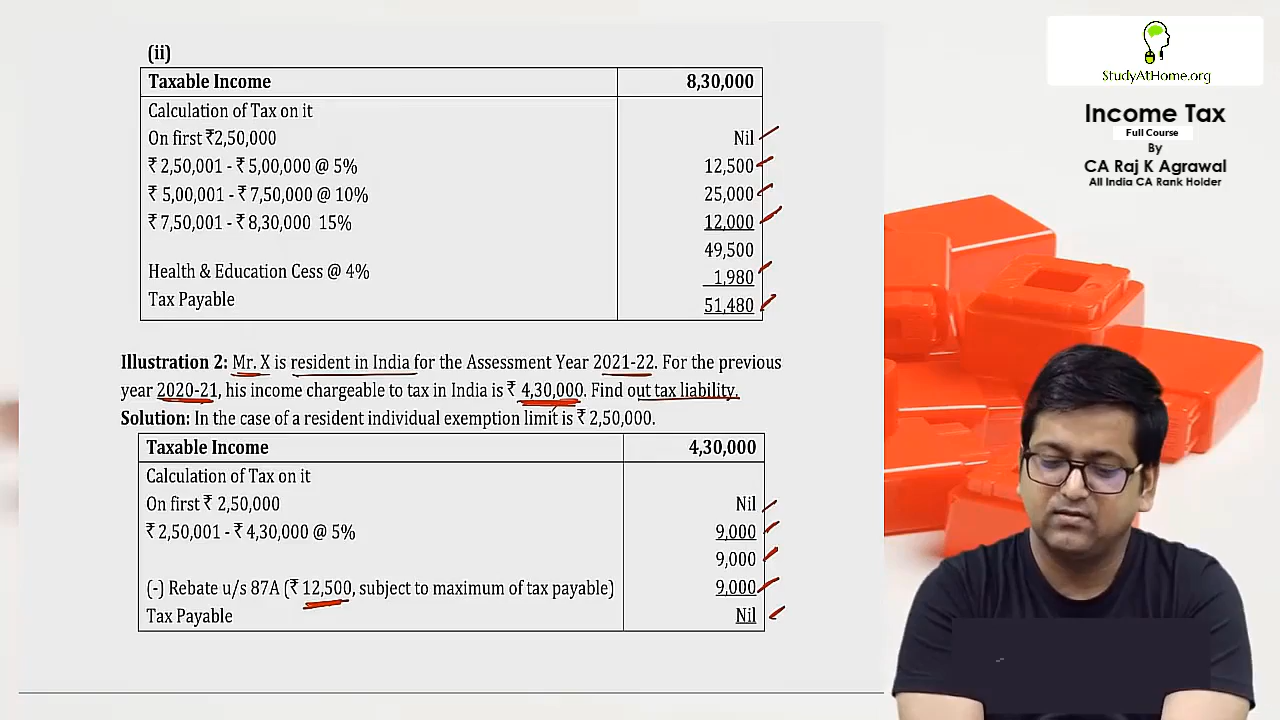 (ii)
Taxable Income 8,30,000
Calculation of Tax on it
On first ₹2,50,000 Nil
₹ 2,50,001 - ₹ 5,00,000 @ 5% 12,500
₹ 5,00,001 - ₹ 7,50,000 @ 10% 25,000
₹ 7,50,001 - ₹ 8,30,000 15% 12,000
49,500
Health & Education Cess @ 4% 1,980
Tax Payable 51,480
Illustration 2: Mr. X is resident in India for the Assessment Year 2021-22. For the previous
year 2020-21, his income chargeable to tax in India is ₹ 4,30,000. Find out tax liability.
Solution: In the case of a resident individual exemption limit is ₹ 2,50,000.
Taxable Income 4,30,000
Calculation of Tax on it
On first ₹ 2,50,000 Nil
₹ 2,50,001 - ₹ 4,30,000 @ 5% 9,000
9,000
(-) Rebate u/s 87A (₹ 12,500, subject to maximum of tax payable) 9,000
Tax Payable Nil
StudyAtHome.org
Income Tax
Full Course
By
CA Raj K Agrawal
All India CA Rank Holder